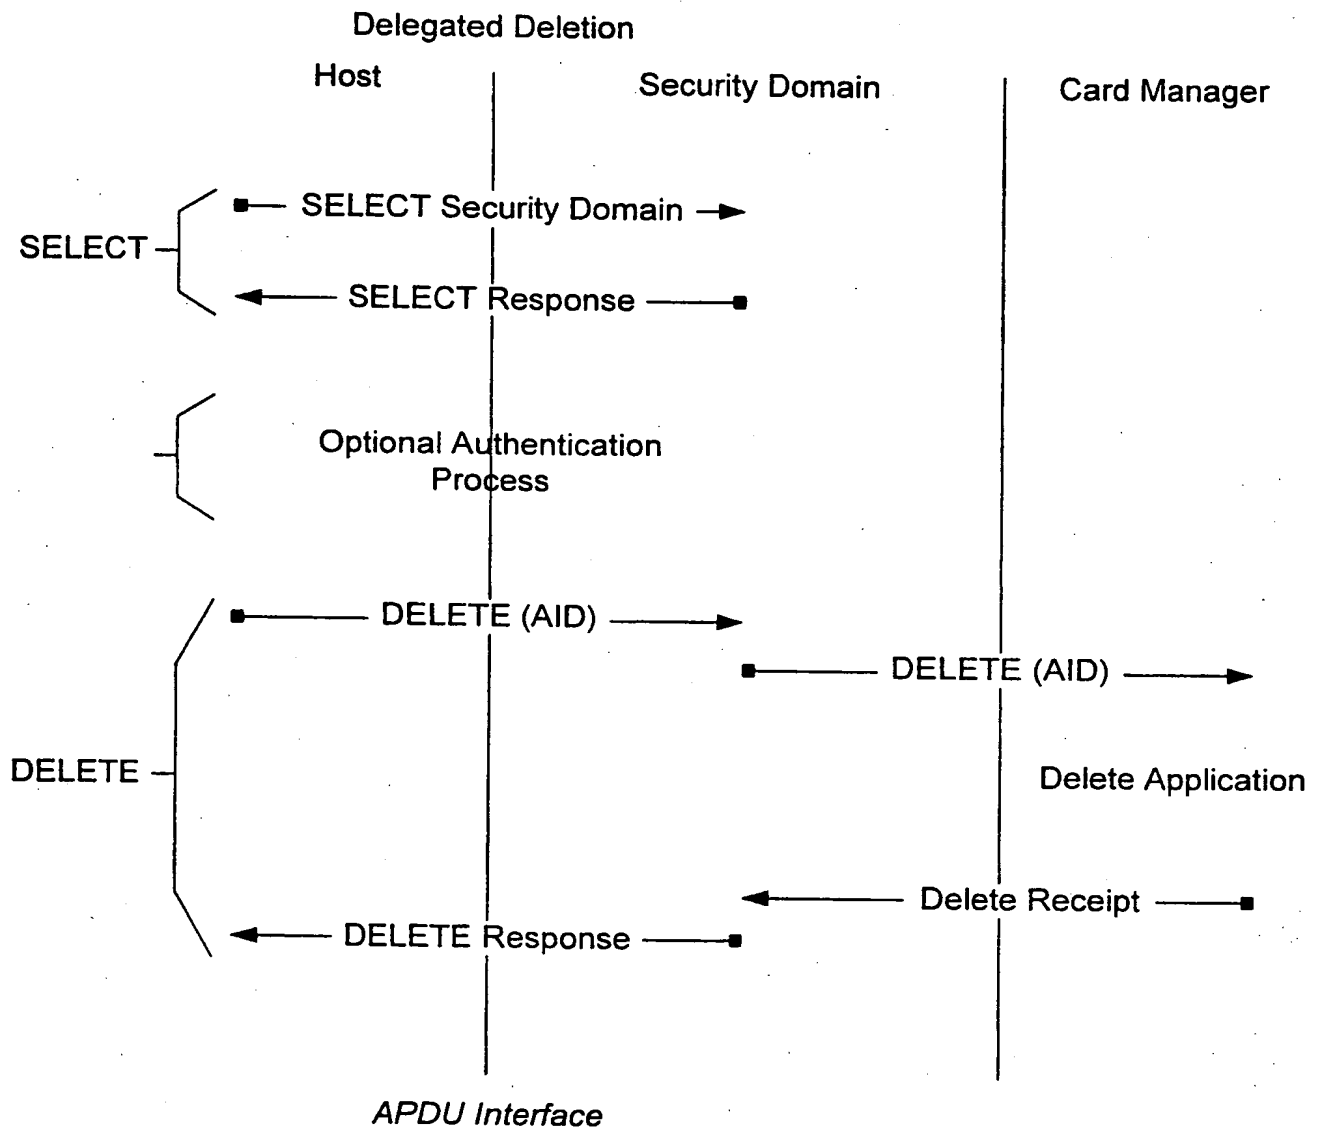 Delegated Deletion
Host
Security Domain
Card Manager
SELECT Security Domain
SELECT
SELECT Response
Optional Authentication
Process
DELETE (AID)
DELETE (AID)
DELETE
Delete Application
Delete Receipt
DELETE Response
APDU Interface